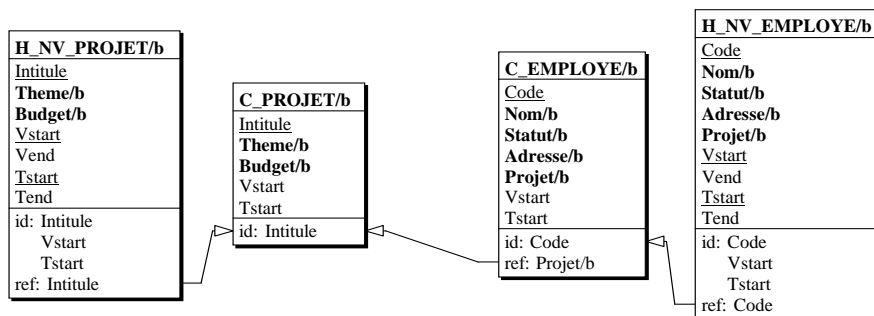 H_NV_PROJET/b
Intitule
Theme/b
Budget/b
Vstart
Vend
Tstart
Tend
id: Intitule
Vstart
Tstart
ref: Intitule
C_PROJET/b
Intitule
Theme/b
Budget/b
Vstart
Tstart
id: Intitule
C_EMPLOYE/b
Code
Nom/b
Statut/b
Adresse/b
Projet/b
Vstart
Tstart
id: Code
ref: Projet/b
H_NV_EMPLOYE/b
Code
Nom/b
Statut/b
Adresse/b
Projet/b
Vstart
Vend
Tstart
Tend
id: Code
Vstart
Tstart
ref: Code